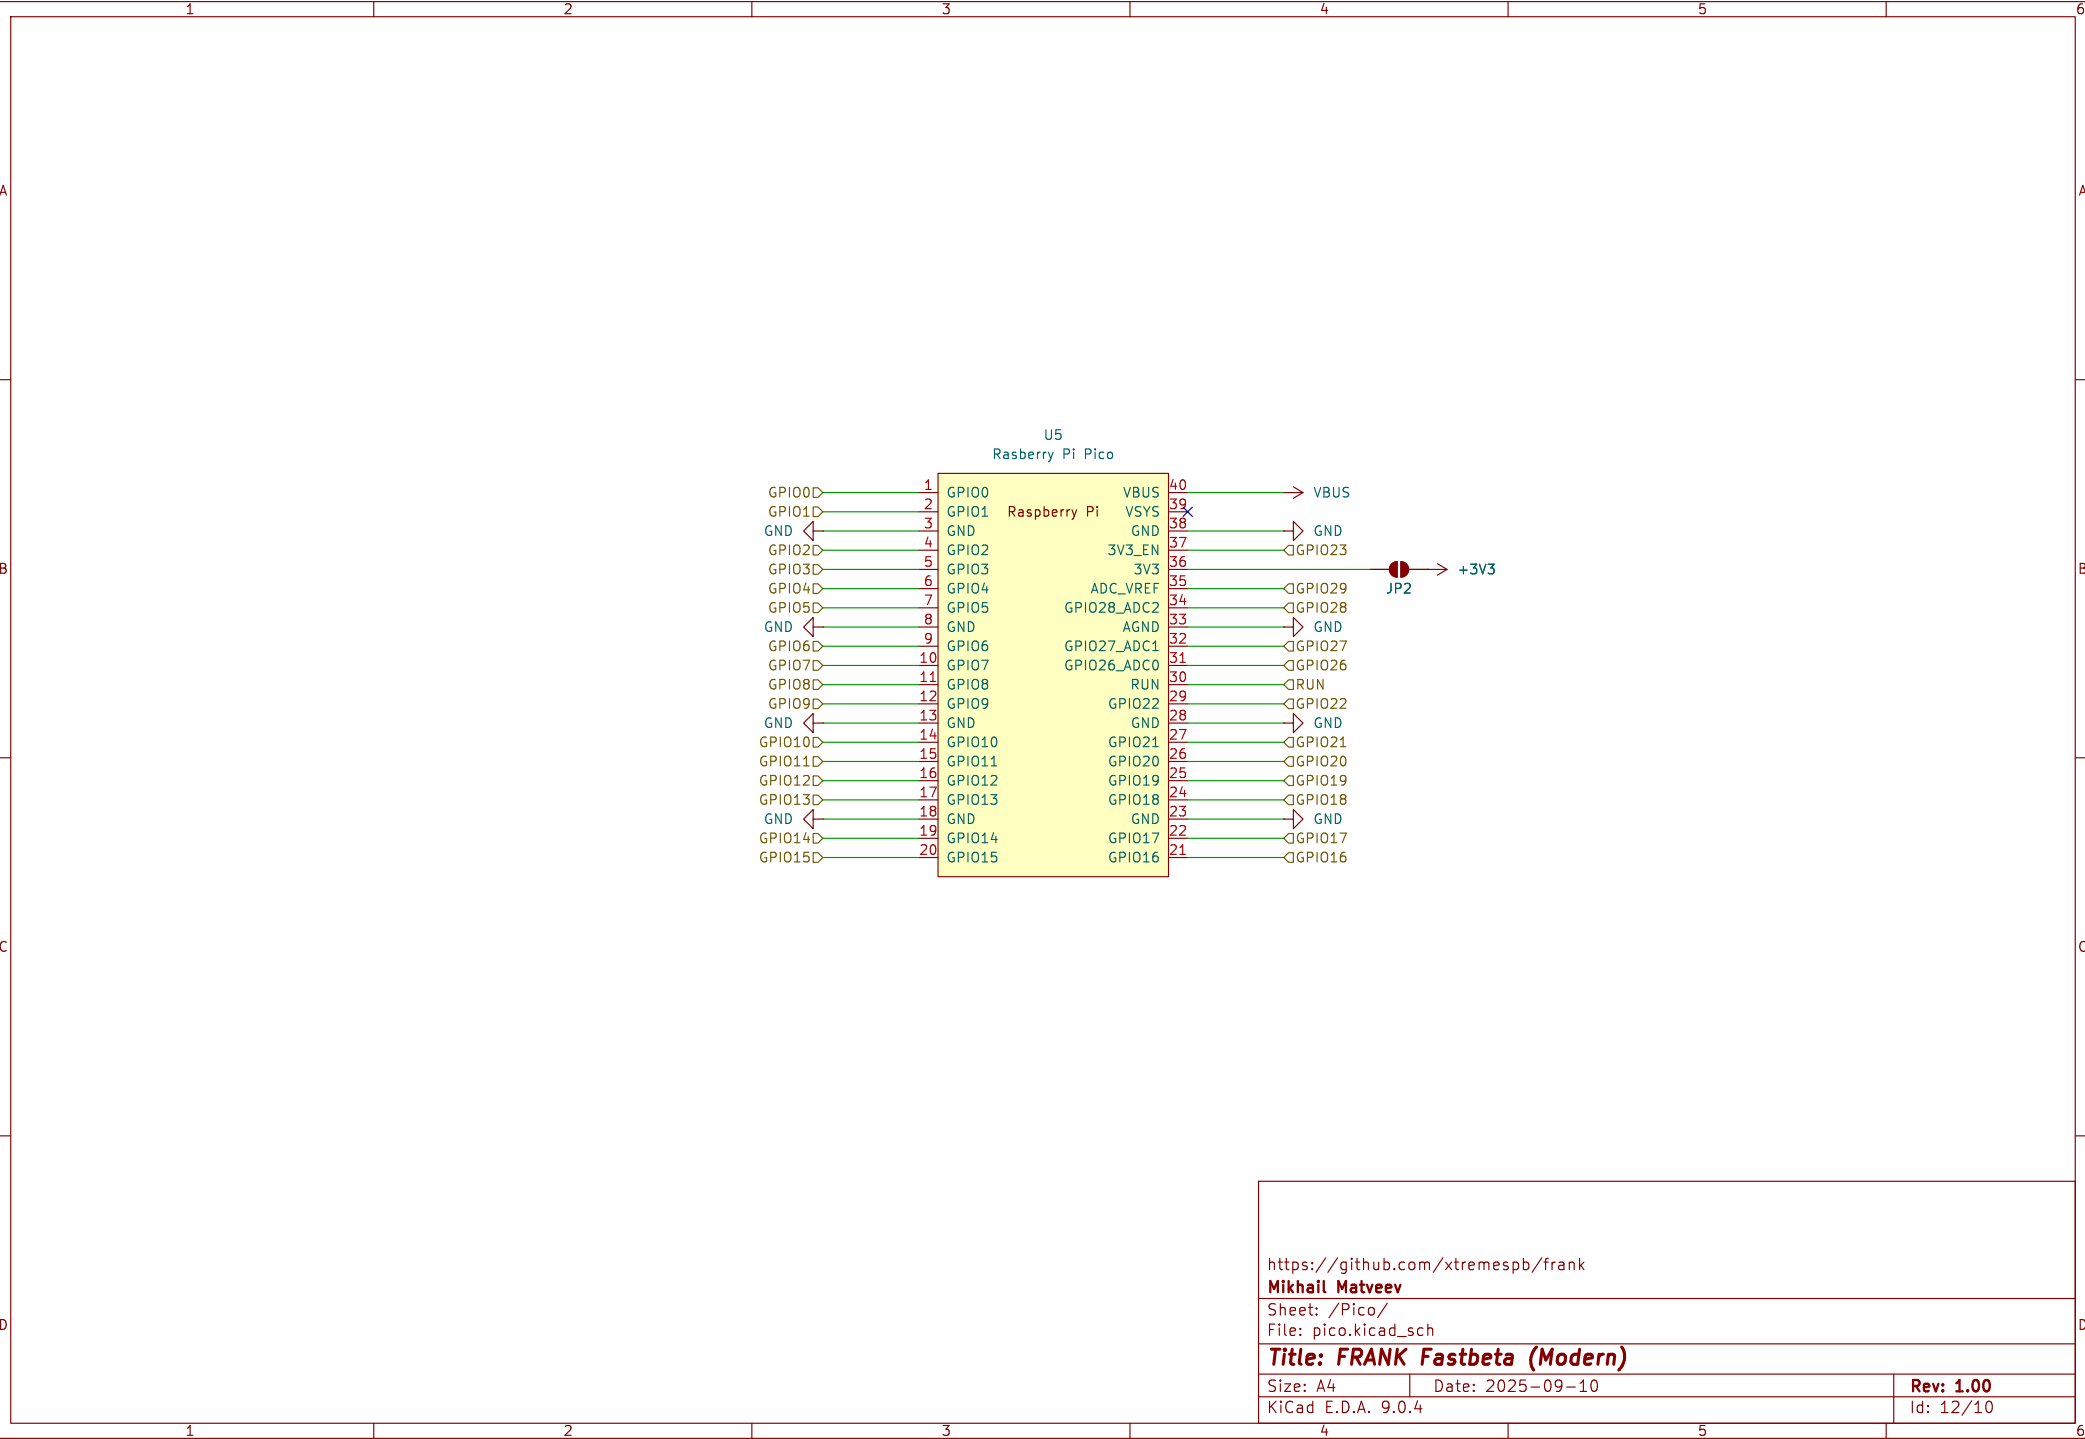 1 2 3 4 5 6
A A
U5
Rasberry Pi Pico
GPIO0 1 GPIO0 VBUS 40 VBUS
GPIO1 2 GPIO1 Raspberry Pi VSYS 39
GND 3 GND GND 38 GND
GPIO2 4 GPIO2 3V3_EN 37 GPIO23
B GPIO3 5 GPIO3 3V3 36 +3V3 B
GPIO4 6 GPIO4 ADC_VREF 35 GPIO29 JP2
GPIO5 7 GPIO5 GPIO28_ADC2 34 GPIO28
GND 8 GND AGND 33 GND
GPIO6 9 GPIO6 GPIO27_ADC1 32 GPIO27
GPIO7 10 GPIO7 GPIO26_ADC0 31 GPIO26
GPIO8 11 GPIO8 RUN 30 RUN
GPIO9 12 GPIO9 GPIO22 29 GPIO22
GND 13 GND GND 28 GND
GPIO10 14 GPIO10 GPIO21 27 GPIO21
GPIO11 15 GPIO11 GPIO20 26 GPIO20
GPIO12 16 GPIO12 GPIO19 25 GPIO19
GPIO13 17 GPIO13 GPIO18 24 GPIO18
GND 18 GND GND 23 GND
GPIO14 19 GPIO14 GPIO17 22 GPIO17
GPIO15 20 GPIO15 GPIO16 21 GPIO16
C C
https://github.com/xtremespb/frank
Mikhail Matveev
Sheet: /Pico/
D D
File: pico.kicad_sch
Title: FRANK Fastbeta (Modern)
Size: A4 Date: 2025-09-10 Rev: 1.00
KiCad E.D.A. 9.0.4 Id: 12/10
1 2 3 4 5 6